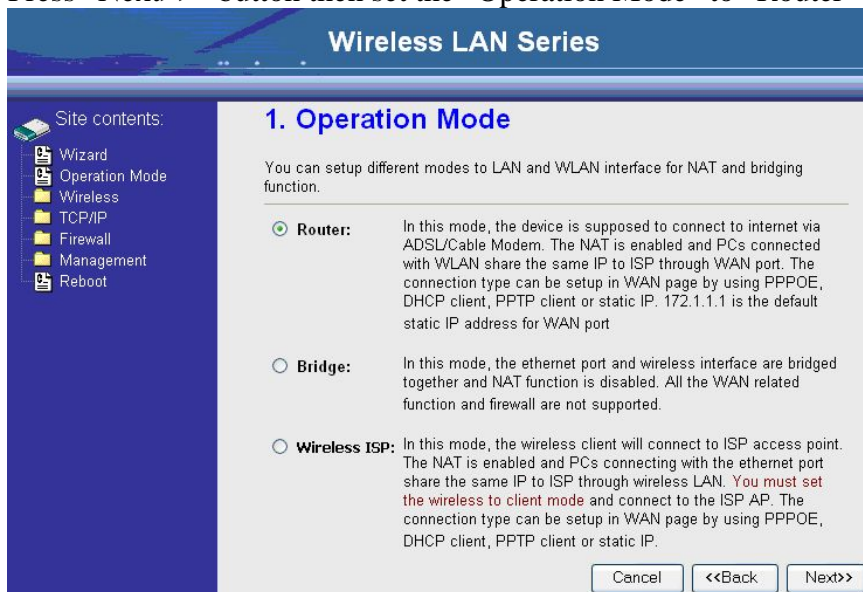 Press "Next>>" button then set the "Operation Mode" to "Router"
Wireless LAN Series
Site contents:
Wizard
Operation Mode
Wireless
TCP/IP
Firewall
Management
Reboot
1. Operation Mode
You can setup different modes to LAN and WLAN interface for NAT and bridging
function.
Router:
In this mode, the device is supposed to connect to internet via
ADSL/Cable Modem. The NAT is enabled and PCs connected
with WLAN share the same IP to ISP through WAN port. The
connection type can be setup in WAN page by using PPPOE,
DHCP client, PPTP client or static IP. 172.1.1.1 is the default
static IP address for WAN port
Bridge:
In this mode, the ethernet port and wireless interface are bridged
together and NAT function is disabled. All the WAN related
function and firewall are not supported.
Wireless ISP:
In this mode, the wireless client will connect to ISP access point.
The NAT is enabled and PCs connecting with the ethernet port
share the same IP to ISP through wireless LAN. You must set
the wireless to client mode and connect to the ISP AP. The
connection type can be setup in WAN page by using PPPOE,
DHCP client, PPTP client or static IP.
Cancel
<<Back
Next>>